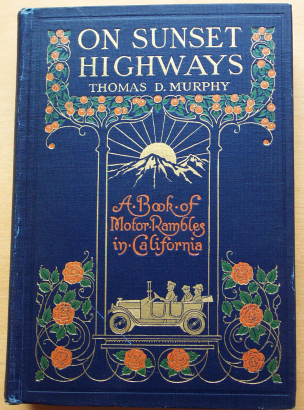 ON SUNSET
HIGHWAYS
THOMAS D. MURPHY
A·Book·of
Motor·Rambles
in·California